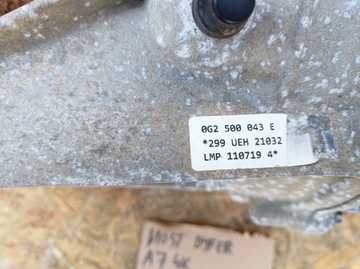 0G2 500 043 E
*299 UEH 21032
LMP 110719 4*
MOST DYFER
A7 4K